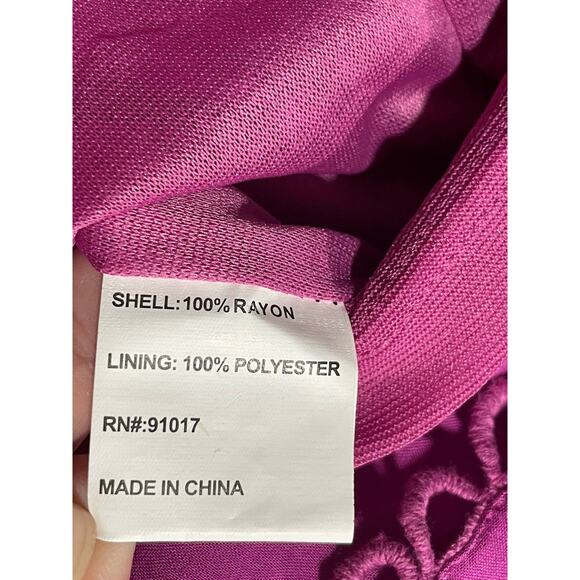 SHELL:100% RAYON
LINING: 100% POLYESTER
RN#:91017
MADE IN CHINA